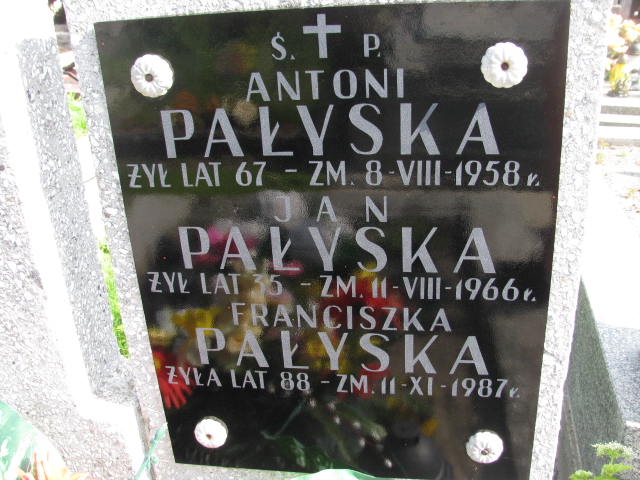 Ś. P.
ANTONI
PAŁYSKA
ŻYŁ LAT 67 - ZM. 8-VIII-1958 r.
JAN
PAŁYSKA
ŻYŁ LAT 35 - ZM. 11-VIII-1966 r.
FRANCISZKA
PAŁYSKA
ŻYŁA LAT 88 - ZM. 11-XI-1987 r.